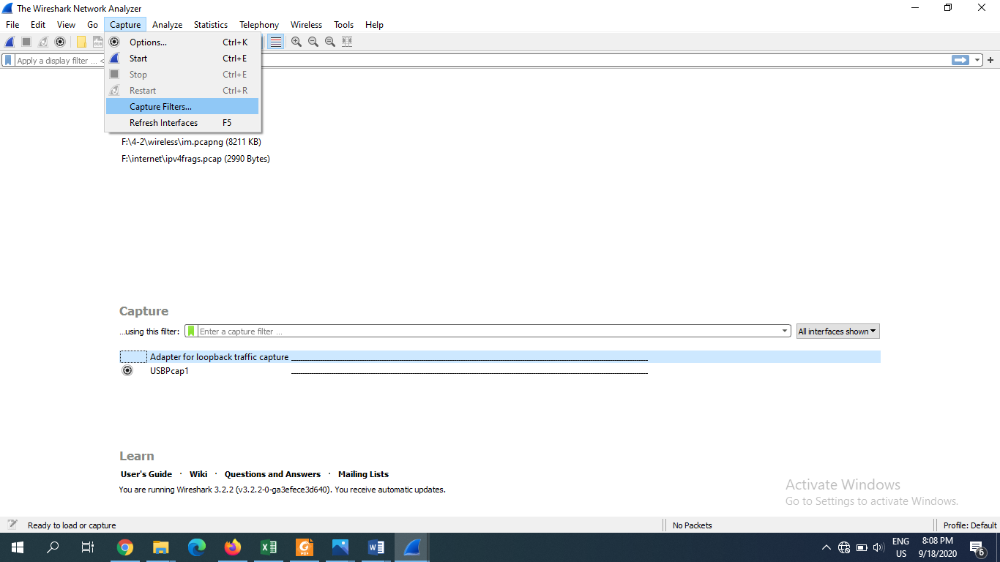 The Wireshark Network Analyzer
File Edit View Go Capture Analyze Statistics Telephony Wireless Tools Help
Options... Ctrl+K
Apply a display filter ... <
Start Ctrl+E
Stop Ctrl+E
Restart Ctrl+R
Capture Filters...
Refresh Interfaces F5
F:\4-2\wireless\im.pcapng (8211 KB)
F:\internet\ipv4frags.pcap (2990 Bytes)
Capture
...using this filter: Enter a capture filter ... All interfaces shown
Adapter for loopback traffic capture
USBPcap1
Learn
User's Guide · Wiki · Questions and Answers · Mailing Lists
You are running Wireshark 3.2.2 (v3.2.2-0-ga3efece3d640). You receive automatic updates.
Activate Windows
Go to Settings to activate Windows.
Ready to load or capture No Packets Profile: Default
ENG 8:08 PM
US 9/18/2020 6